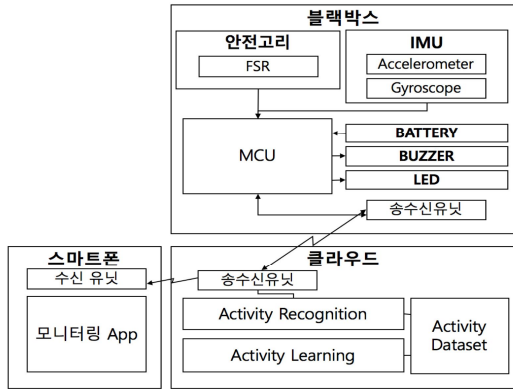 블랙박스
안전고리
FSR
IMU
Accelerometer
Gyroscope
MCU
BATTERY
BUZZER
LED
송수신유닛
스마트폰
수신 유닛
모니터링 App
클라우드
송수신유닛
Activity Recognition
Activity Learning
Activity
Dataset